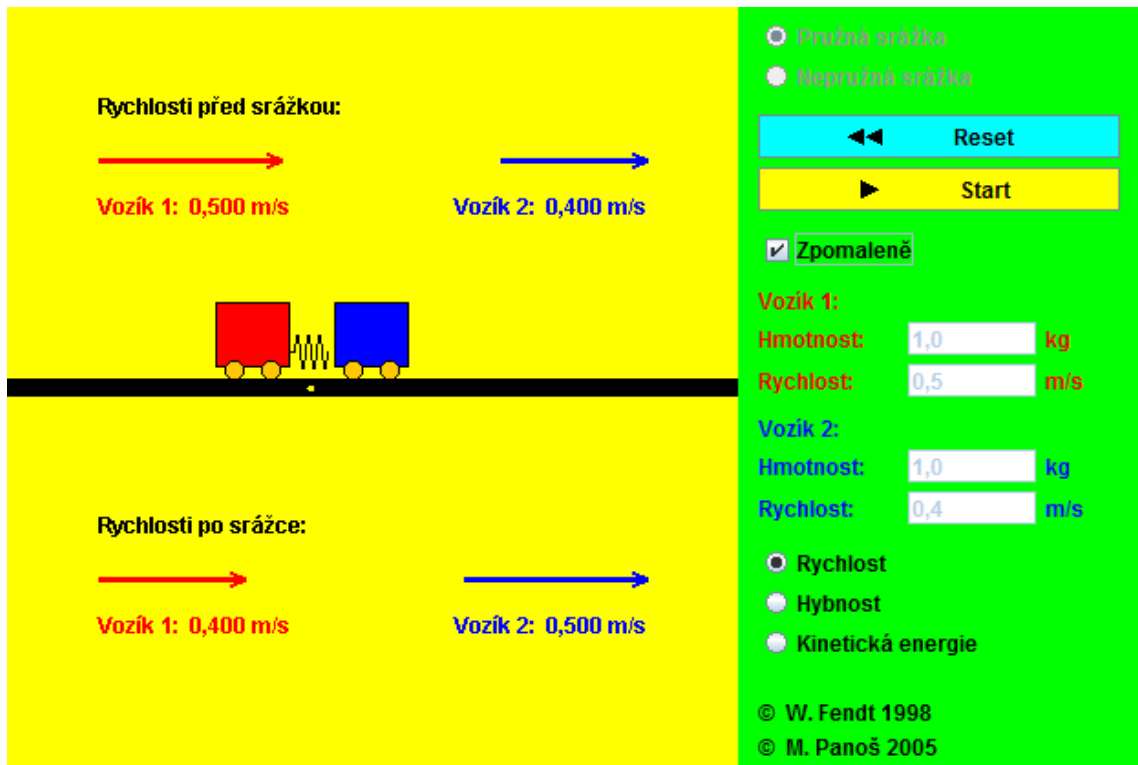 Rychlosti před srážkou:
Vozík 1: 0,500 m/s
Vozík 2: 0,400 m/s
Rychlosti po srážce:
Vozík 1: 0,400 m/s
Vozík 2: 0,500 m/s
Pružná srážka
Nepružná srážka
Reset
Start
Zpomaleně
Vozík 1:
Hmotnost: 1,0 kg
Rychlost: 0,5 m/s
Vozík 2:
Hmotnost: 1,0 kg
Rychlost: 0,4 m/s
Rychlost
Hybnost
Kinetická energie
© W. Fendt 1998
© M. Panoš 2005